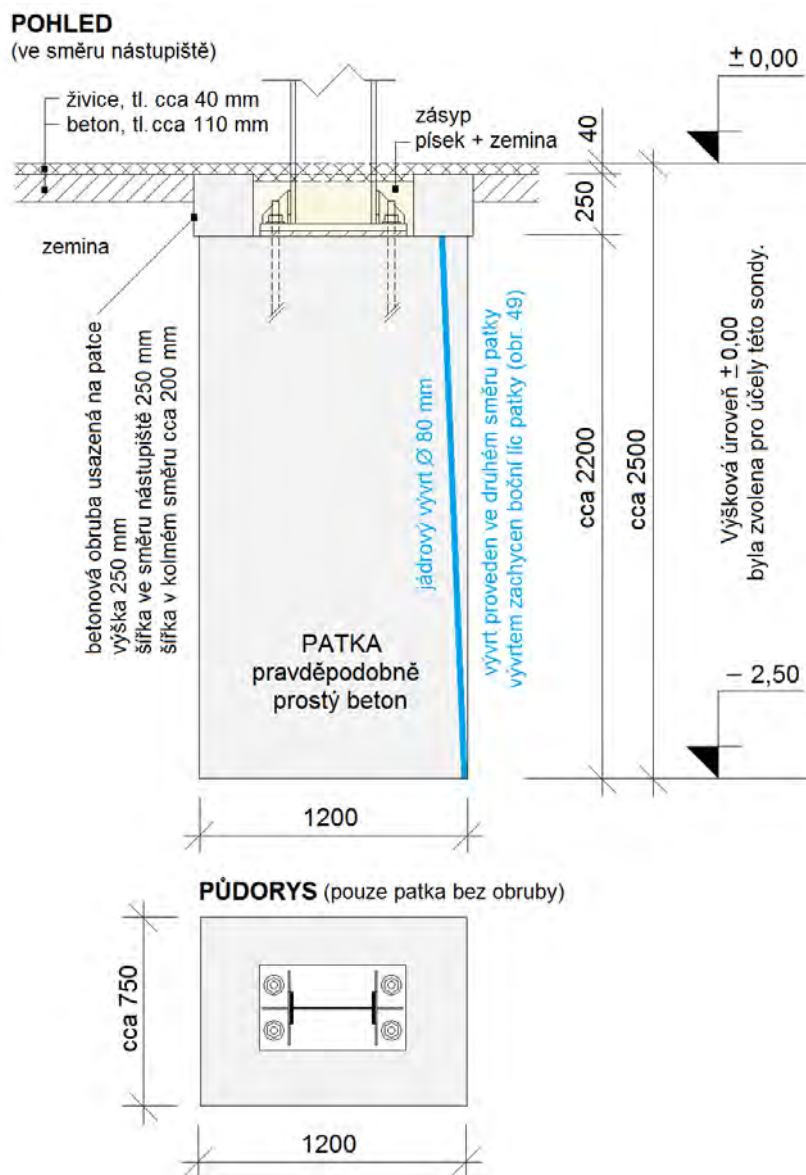 POHLED
(ve směru nástupiště)
živice, tl. cca 40 mm
beton, tl. cca 110 mm
zásyp
písek + zemina
± 0,00
40
250
zemina
betonová obruba usazená na patce
výška 250 mm
šířka ve směru nástupiště 250 mm
šířka v kolmém směru cca 200 mm
jádrový vývrt Ø 80 mm
vývrt proveden ve druhém směru patky
vývrtem zachycen boční líc patky (obr. 49)
cca 2200
cca 2500
Výšková úroveň ± 0,00
byla zvolena pro účely této sondy.
PATKA
pravděpodobně
prostý beton
− 2,50
1200
PŮDORYS (pouze patka bez obruby)
cca 750
1200